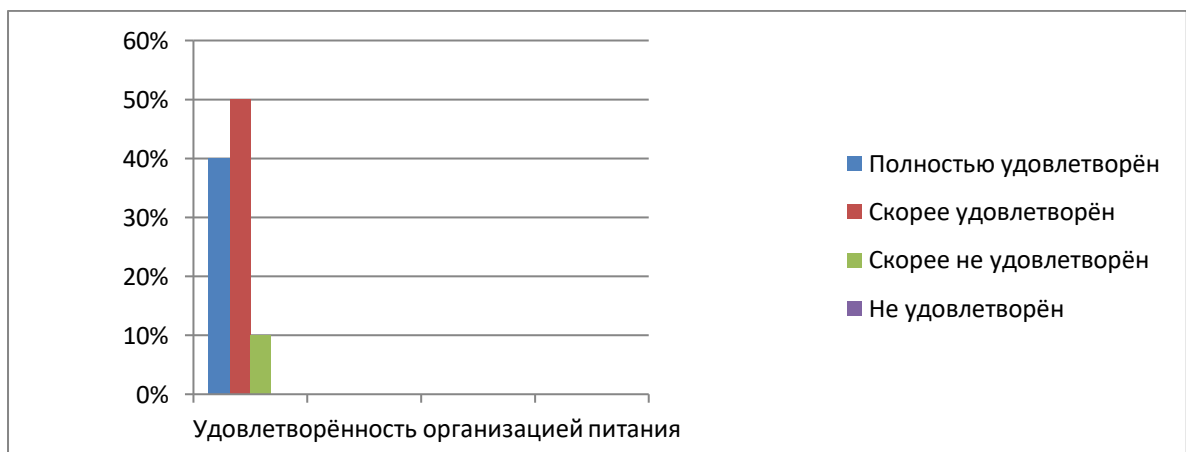 60%
50%
40%
30%
20%
10%
0%
Удовлетворённость организацией питания
Полностью удовлетворён
Скорее удовлетворён
Скорее не удовлетворён
Не удовлетворён